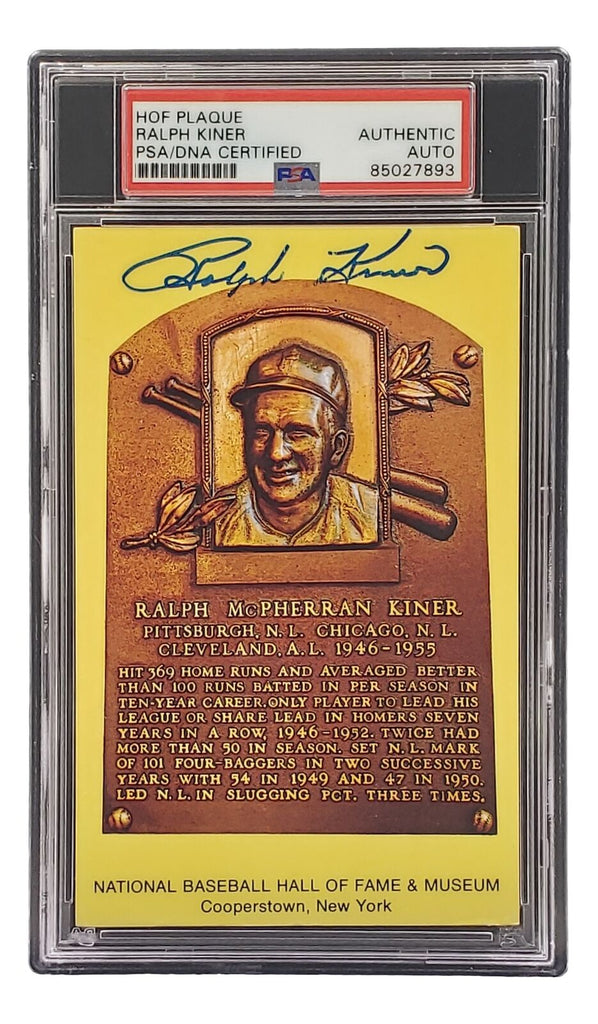 HOF PLAQUE
RALPH KINER AUTHENTIC
PSA/DNA CERTIFIED AUTO
PSA 85027893
Ralph Kiner
RALPH McPHERRAN KINER
PITTSBURGH, N. L. CHICAGO, N. L.
CLEVELAND, A. L. 1946-1955
HIT 369 HOME RUNS AND AVERAGED BETTER
THAN 100 RUNS BATTED IN PER SEASON IN
TEN-YEAR CAREER. ONLY PLAYER TO LEAD HIS
LEAGUE OR SHARE LEAD IN HOMERS SEVEN
YEARS IN A ROW, 1946-1952. TWICE HAD
MORE THAN 50 IN SEASON. SET N. L. MARK
OF 101 FOUR-BAGGERS IN TWO SUCCESSIVE
YEARS WITH 54 IN 1949 AND 47 IN 1950.
LED N. L. IN SLUGGING PCT. THREE TIMES.
NATIONAL BASEBALL HALL OF FAME & MUSEUM
Cooperstown, New York